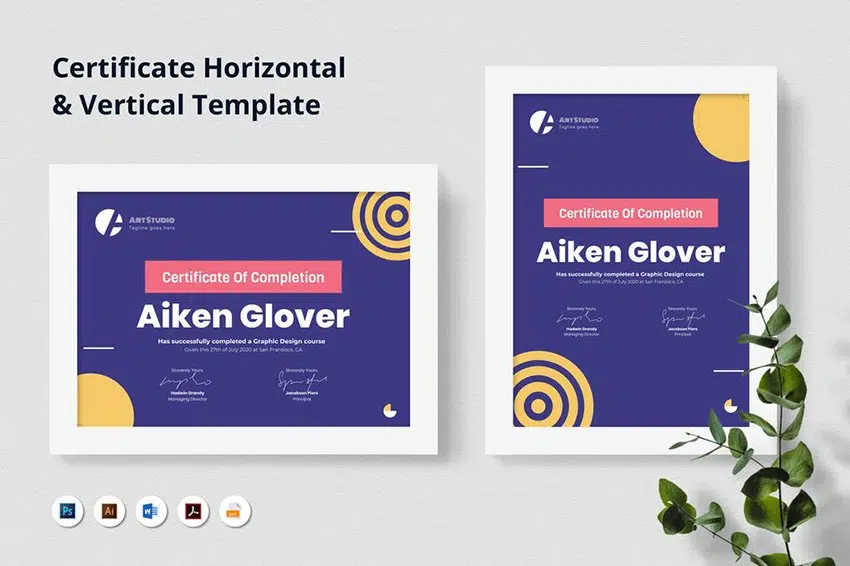 Certificate Horizontal
& Vertical Template
ArtStudio
Tagline goes here
Certificate Of Completion
Aiken Glover
Has successfully completed a Graphic Design course
Given this 27th of July 2020 at San Fransisco, CA
Sincerely Yours,
Hadwin Grandy
Managing Director
Sincerely Yours,
Jacobson Piers
Principal
ArtStudio
Tagline goes here
Certificate Of Completion
Aiken Glover
Has successfully completed a Graphic Design course
Given this 27th of July 2020 at San Fransisco, CA
Sincerely Yours,
Hadwin Grandy
Managing Director
Sincerely Yours,
Jacobson Piers
Principal
Ps
Ai
W